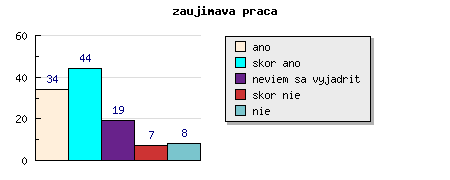 zaujimava praca
60
40
20
0
34
44
19
7
8
ano
skor ano
neviem sa vyjadrit
skor nie
nie